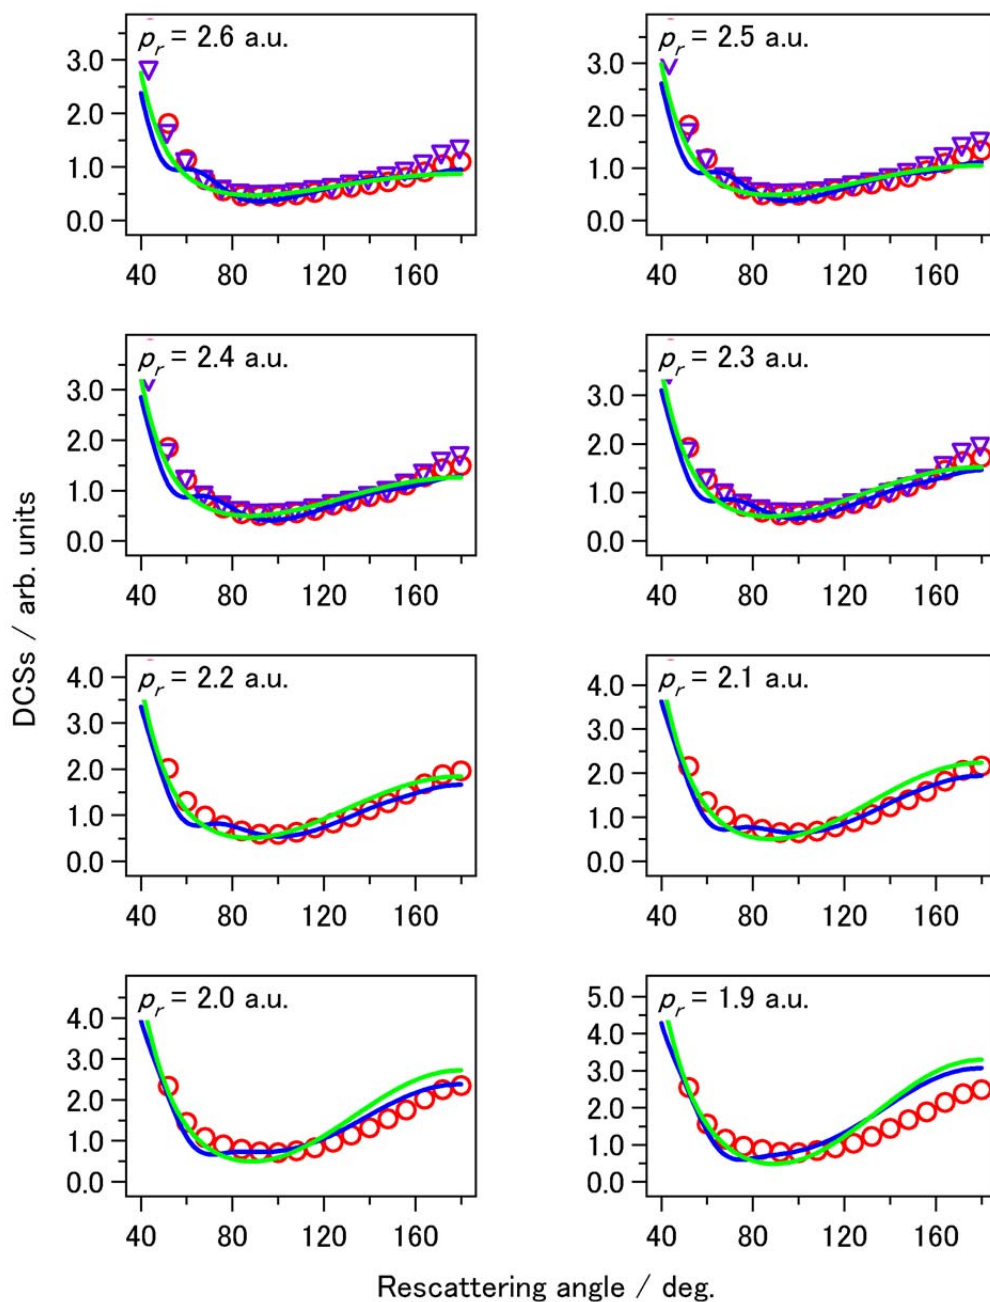 p_r = 2.6 a.u.
3.0
2.0
1.0
0.0
40 80 120 160
p_r = 2.5 a.u.
3.0
2.0
1.0
0.0
40 80 120 160
p_r = 2.4 a.u.
3.0
2.0
1.0
0.0
40 80 120 160
p_r = 2.3 a.u.
3.0
2.0
1.0
0.0
40 80 120 160
DCSs / arb. units
p_r = 2.2 a.u.
4.0
3.0
2.0
1.0
0.0
40 80 120 160
p_r = 2.1 a.u.
4.0
3.0
2.0
1.0
0.0
40 80 120 160
p_r = 2.0 a.u.
4.0
3.0
2.0
1.0
0.0
40 80 120 160
p_r = 1.9 a.u.
5.0
4.0
3.0
2.0
1.0
0.0
40 80 120 160
Rescattering angle / deg.